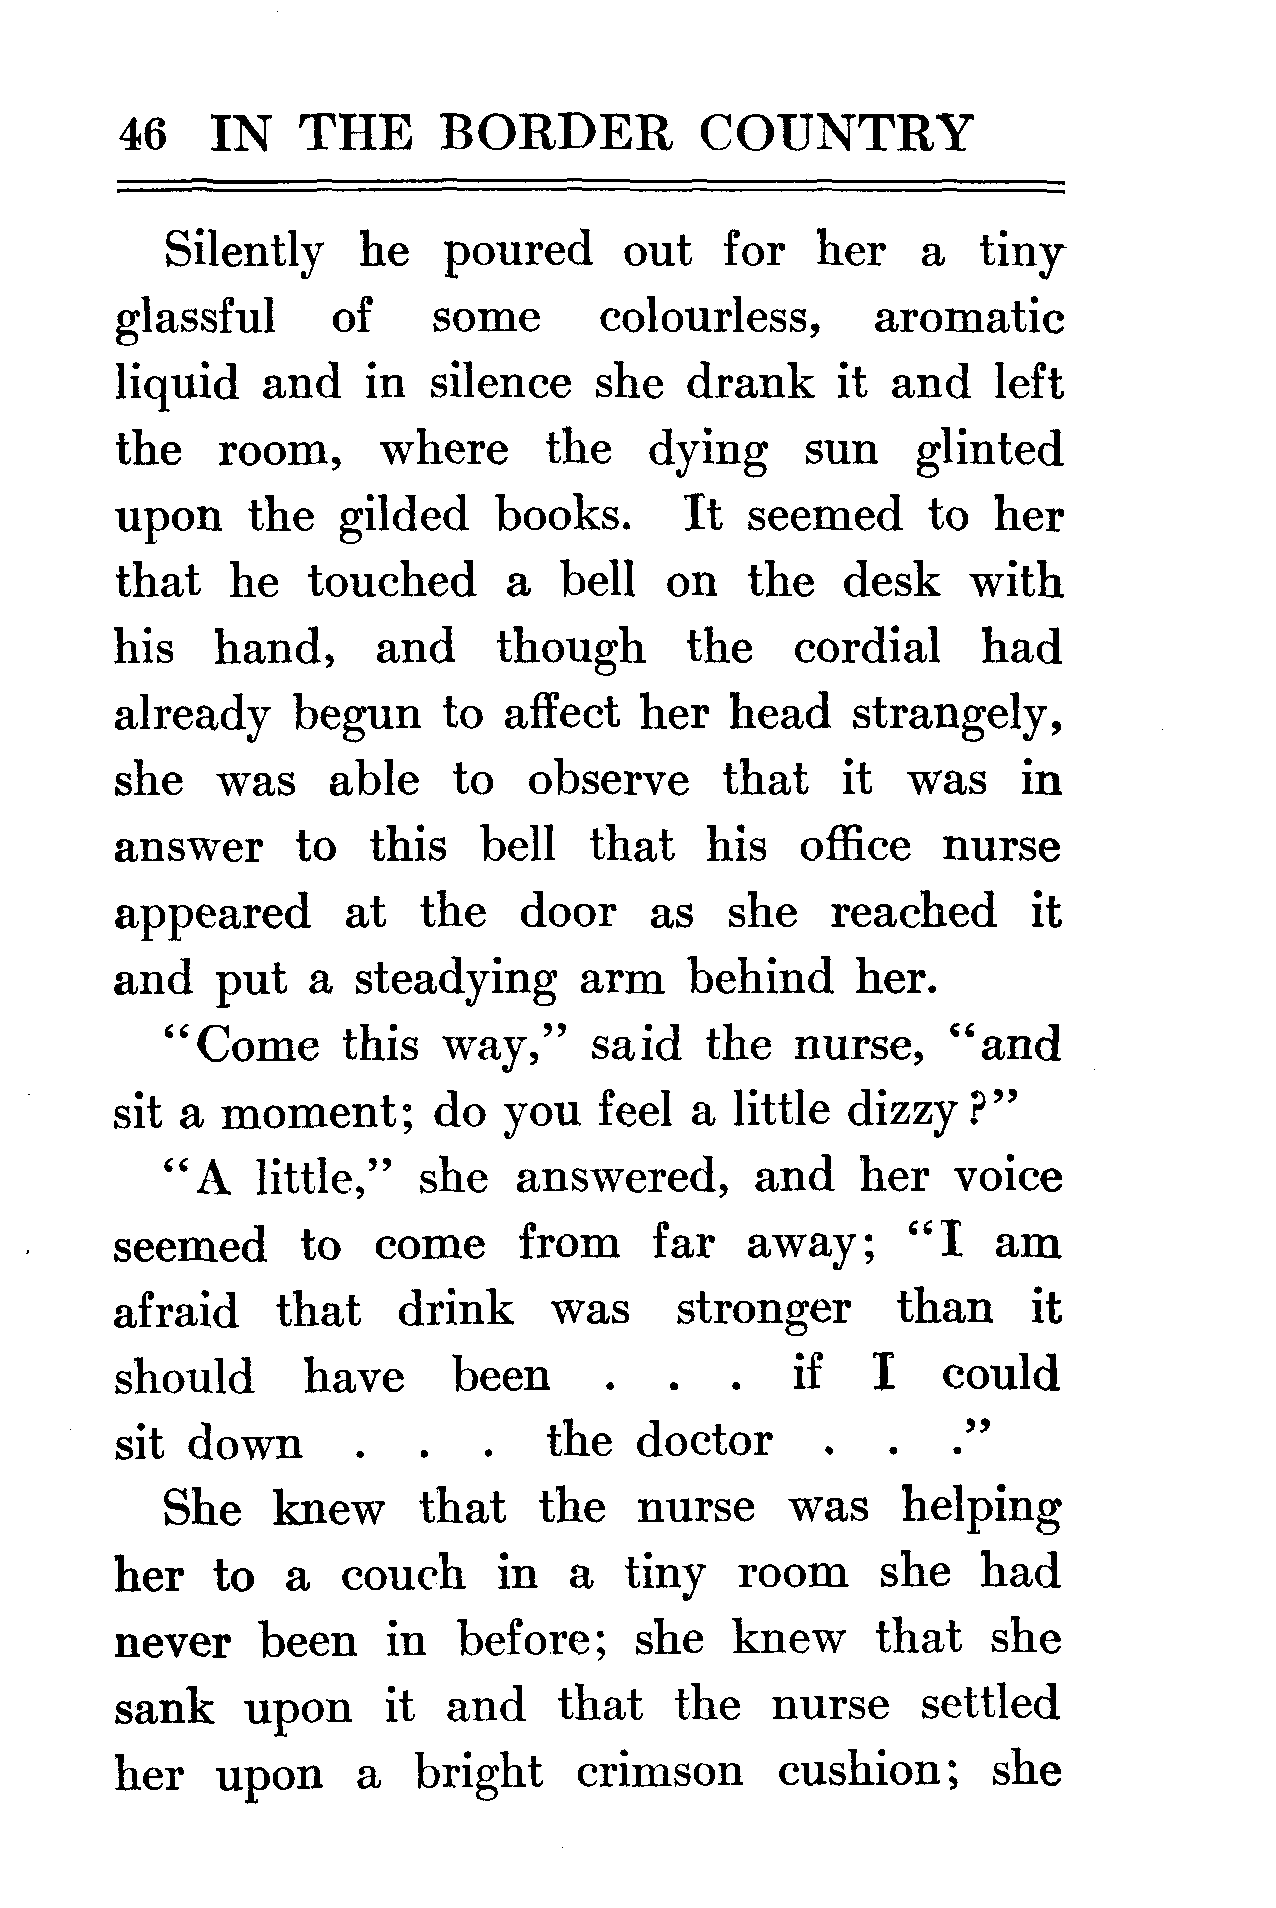 46 IN THE BORDER COUNTRY
Silently he poured out for her a tiny
glassful of some colourless, aromatic
liquid and in silence she drank it and left
the room, where the dying sun glinted
upon the gilded books. It seemed to her
that he touched a bell on the desk with
his hand, and though the cordial had
already begun to affect her head strangely,
she was able to observe that it was in
answer to this bell that his office nurse
appeared at the door as she reached it
and put a steadying arm behind her.
“Come this way,” said the nurse, “and
sit a moment; do you feel a little dizzy?”
“A little,” she answered, and her voice
seemed to come from far away; “I am
afraid that drink was stronger than it
should have been . . . if I could
sit down . . . the doctor . . .”
She knew that the nurse was helping
her to a couch in a tiny room she had
never been in before; she knew that she
sank upon it and that the nurse settled
her upon a bright crimson cushion; she